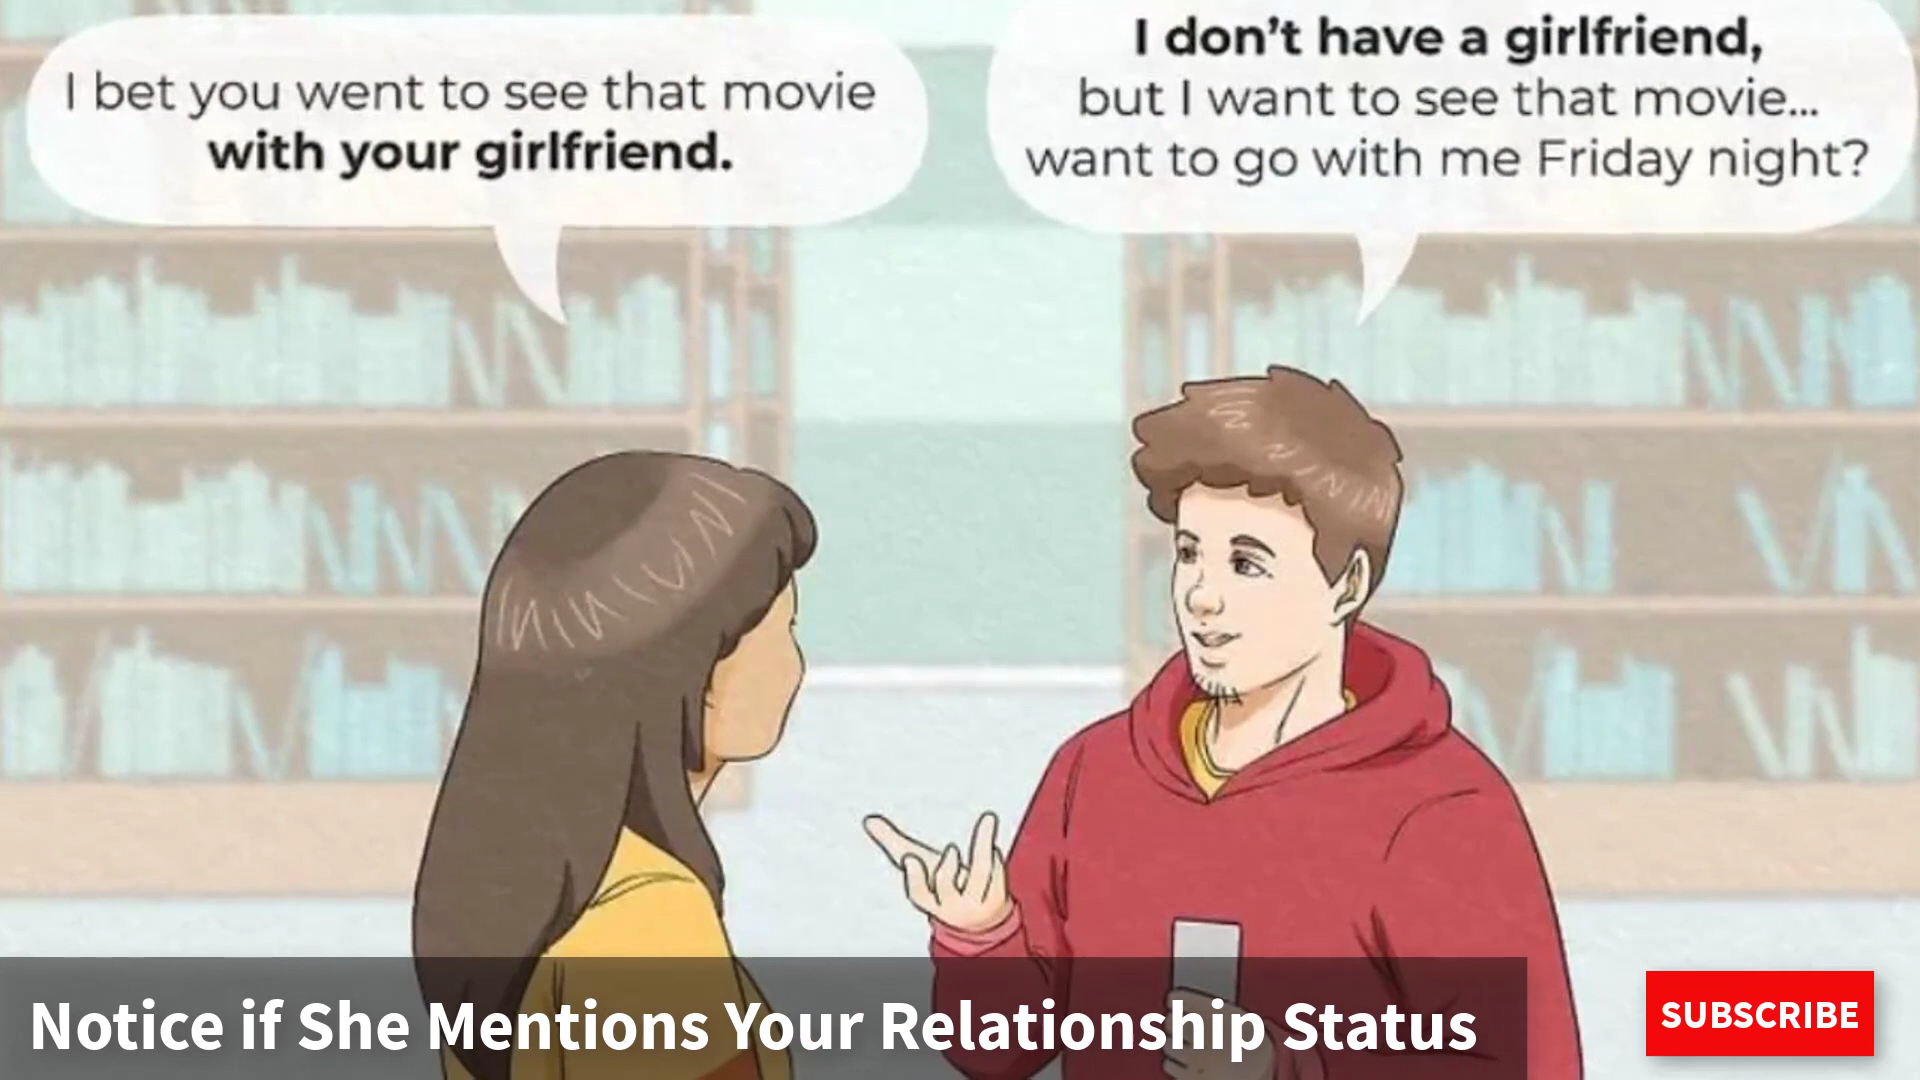 I bet you went to see that movie
with your girlfriend.
I don't have a girlfriend,
but I want to see that movie...
want to go with me Friday night?
Notice if She Mentions Your Relationship Status
SUBSCRIBE